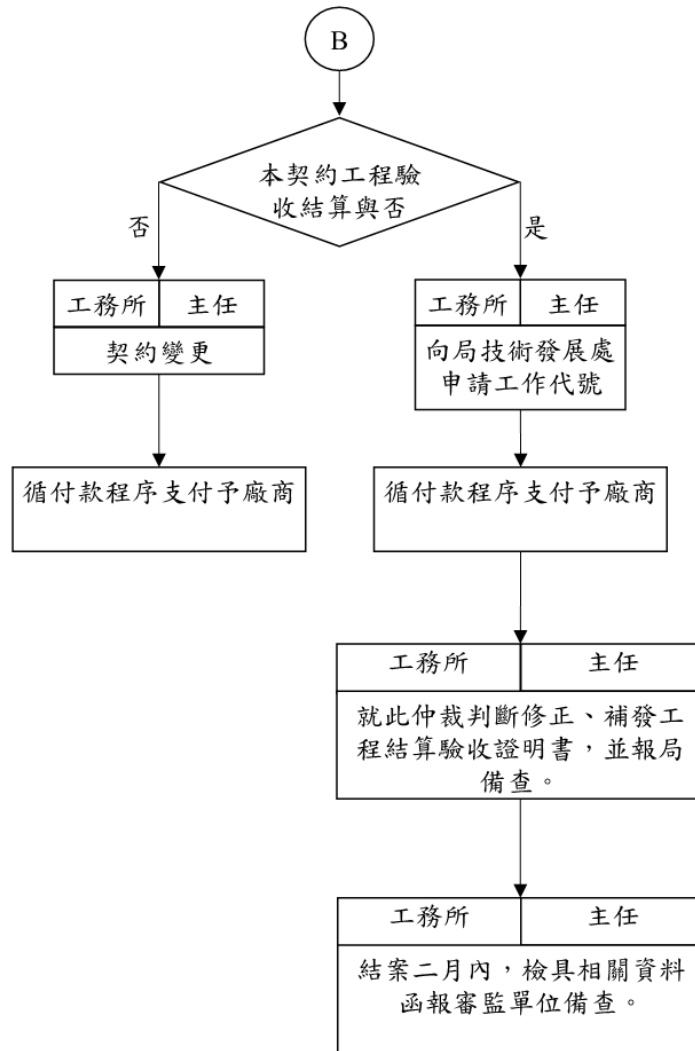 B
本契約工程驗
收結算與否
否
是
工務所 主任
契約變更
循付款程序支付予廠商
工務所 主任
向局技術發展處
申請工作代號
循付款程序支付予廠商
工務所 主任
就此仲裁判斷修正、補發工
程結算驗收證明書，並報局
備查。
工務所 主任
結案二月內，檢具相關資料
函報審監單位備查。